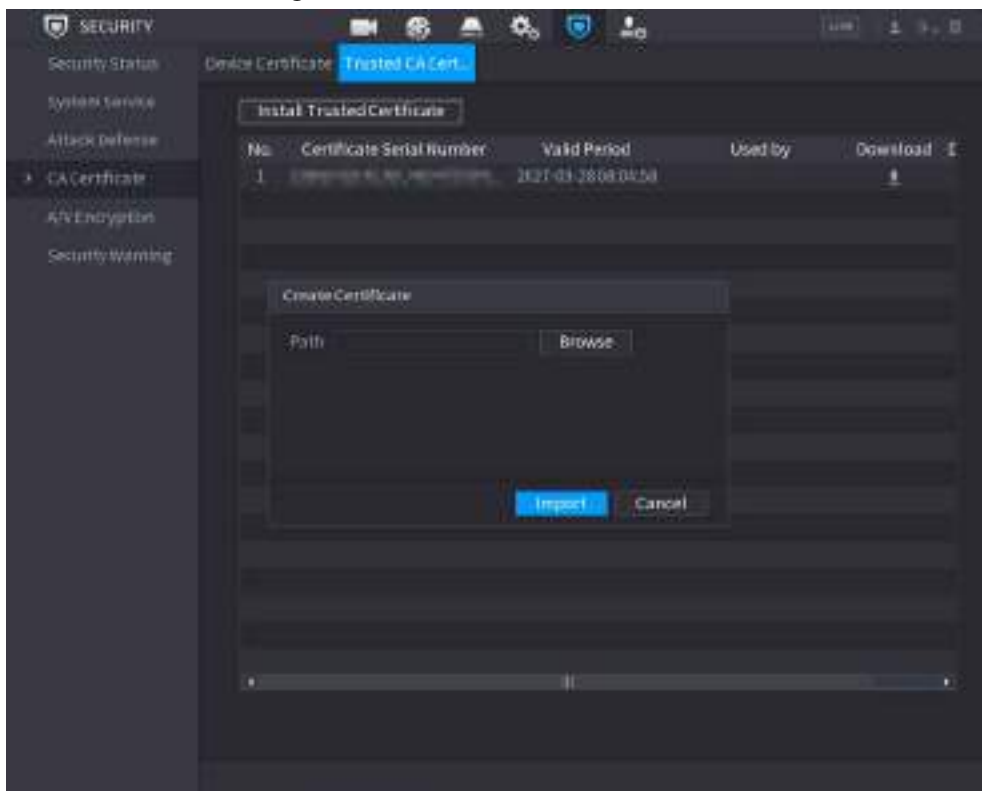 SECURITY
LIVE
Security Status
Device Certificate
Trusted CA Cert...
System Service
Install Trusted Certificate
Attack Defense
No.
Certificate Serial Number
Valid Period
Used by
Download
CA Certificate
1
A/V Encryption
Security Warning
Create Certificate
Path
Browse
Import
Cancel